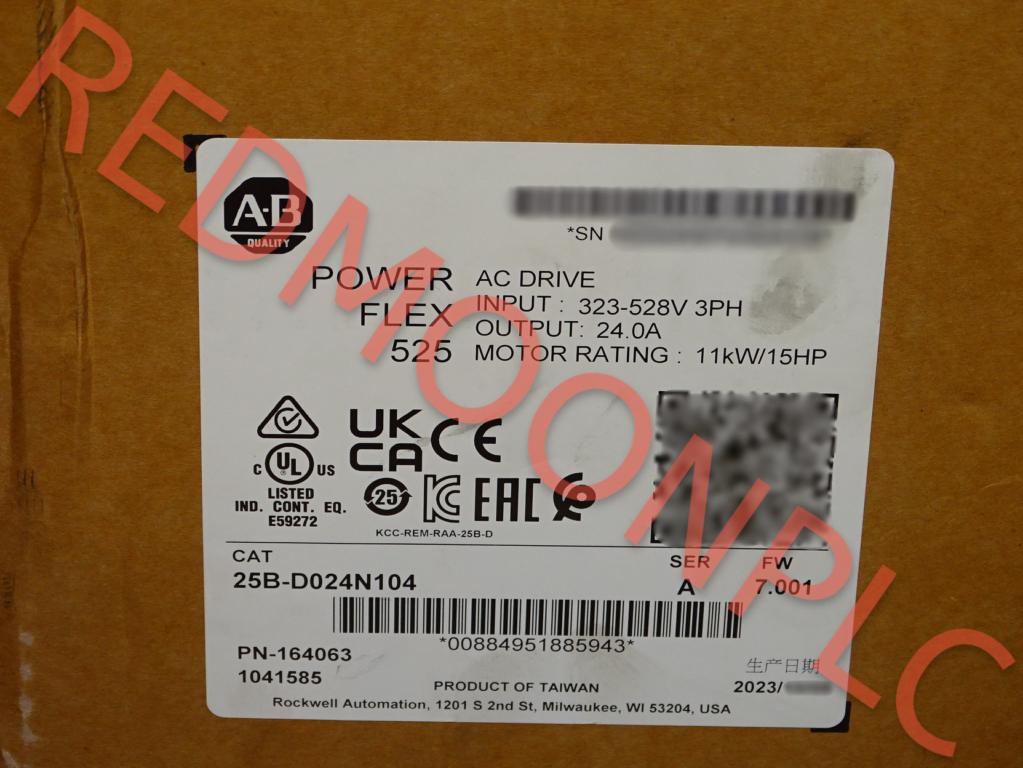 REDMOONPLC
A-B
QUALITY
*SN
POWER
FLEX
525
AC DRIVE
INPUT : 323-528V 3PH
OUTPUT: 24.0A
MOTOR RATING : 11kW/15HP
UK
CA
CE
C UL US
LISTED
IND. CONT. EQ.
E59272
25
KC
EAC
KCC-REM-RAA-25B-D
CAT
25B-D024N104
SER
A
FW
7.001
*00884951885943*
PN-164063
1041585
生产日期
2023/
PRODUCT OF TAIWAN
Rockwell Automation, 1201 S 2nd St, Milwaukee, WI 53204, USA